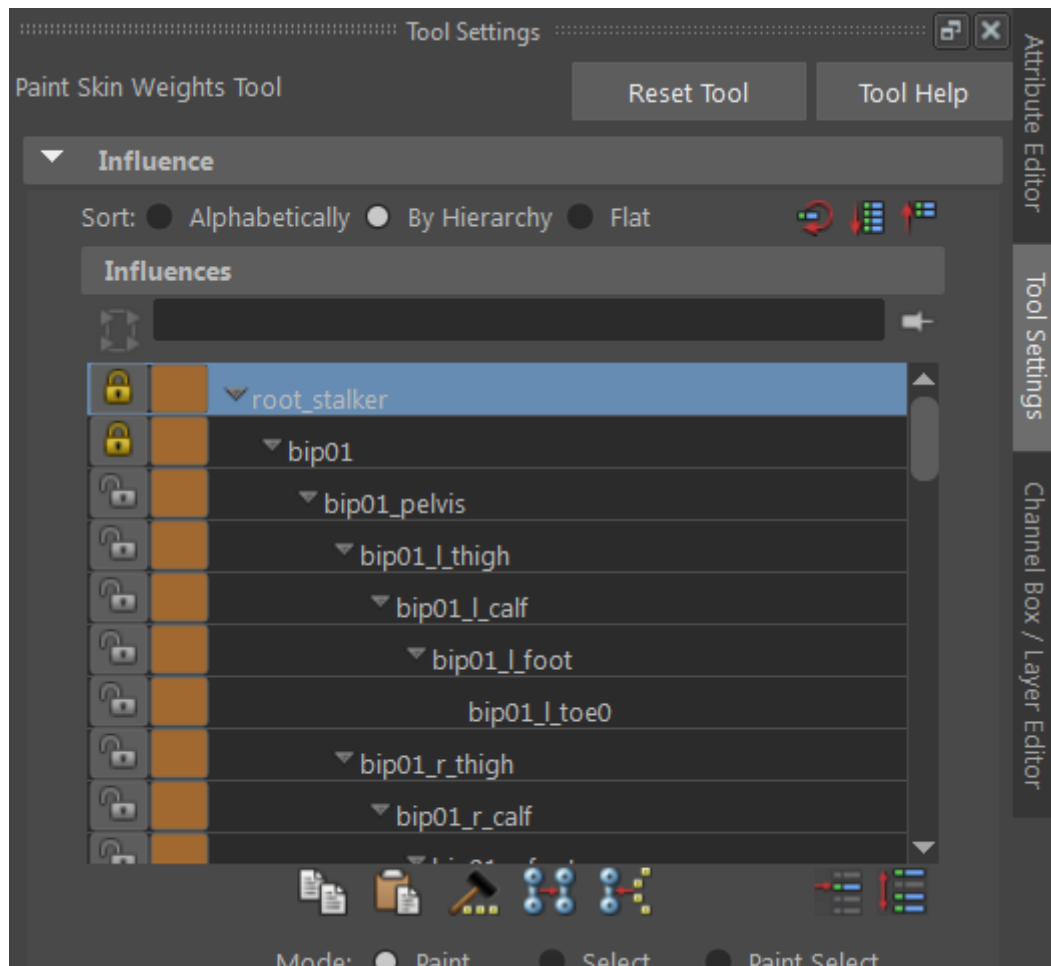 Tool Settings
Paint Skin Weights Tool
Reset Tool
Tool Help
Influence
Sort: Alphabetically By Hierarchy Flat
Influences
root_stalker
bip01
bip01_pelvis
bip01_l_thigh
bip01_l_calf
bip01_l_foot
bip01_l_toe0
bip01_r_thigh
bip01_r_calf
Mode: Paint Select Paint Select
Attribute Editor
Tool Settings
Channel Box / Layer Editor